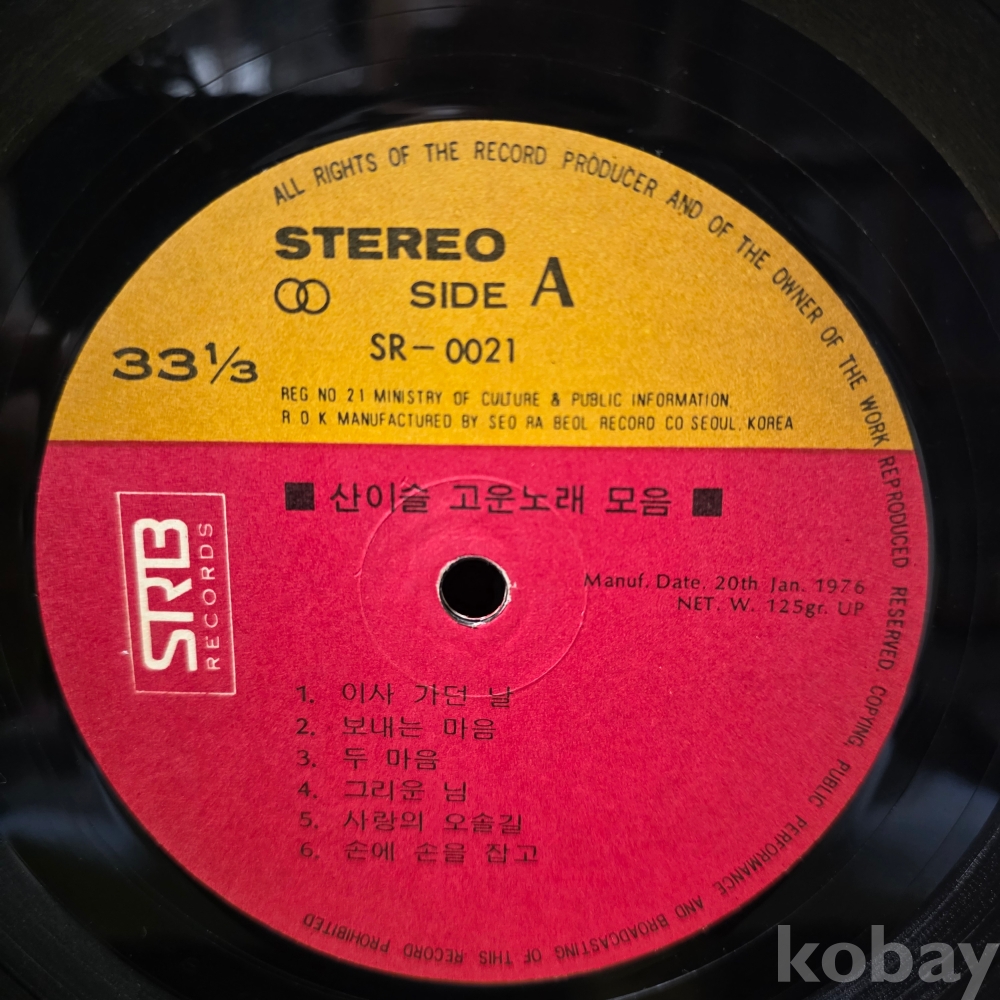 ALL RIGHTS OF THE RECORD PRODUCER AND OF THE OWNER OF THE WORK REPRODUCED RESERVED. COPYING, PUBLIC PERFORMANCE AND BROADCASTING OF THIS RECORD PROHIBITED
STEREO
SIDE A
SR-0021
33 1/3
REG NO 21 MINISTRY OF CULTURE & PUBLIC INFORMATION
R O K MANUFACTURED BY SEO RA BEOL RECORD CO SEOUL. KOREA
■ 산이슬 고운노래 모음 ■
SRB
RECORDS
Manuf. Date. 20th Jan. 1976
NET. W. 125gr. UP
1. 이사 가던 날
2. 보내는 마음
3. 두 마음
4. 그리운 님
5. 사랑의 오솔길
6. 손에 손을 잡고
kobay